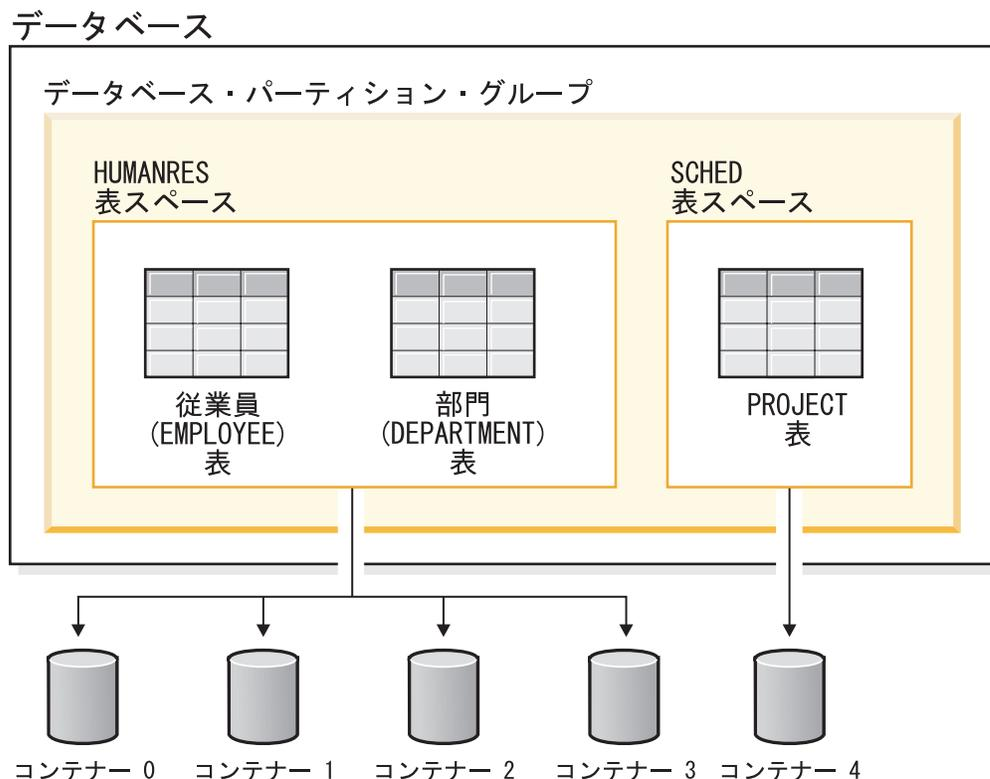 データベース
データベース・パーティション・グループ
HUMANRES
表スペース
SCHED
表スペース
従業員
(EMPLOYEE)
表
部門
(DEPARTMENT)
表
PROJECT
表
コンテナー 0
コンテナー 1
コンテナー 2
コンテナー 3
コンテナー 4